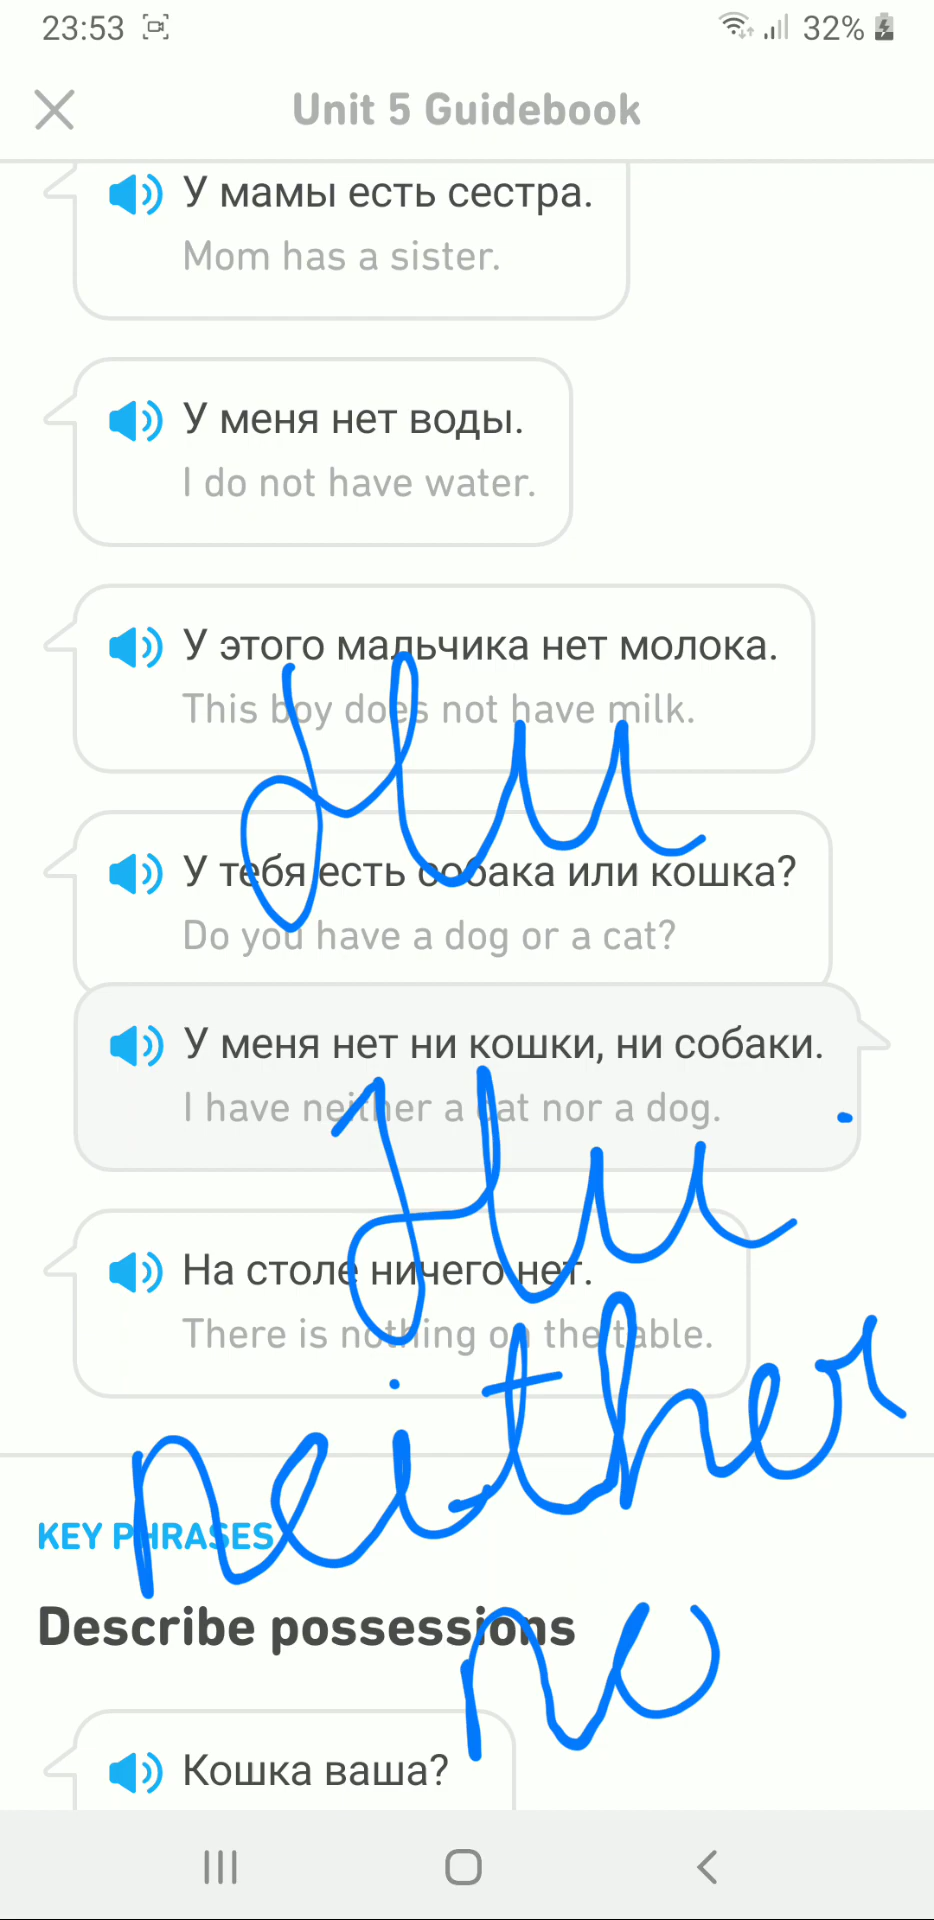 23:53 32%
Unit 5 Guidebook
У мамы есть сестра.
Mom has a sister.
У меня нет воды.
I do not have water.
У этого мальчика нет молока.
This boy does not have milk.
Ни
У тебя есть собака или кошка?
Do you have a dog or a cat?
У меня нет ни кошки, ни собаки.
I have neither a cat nor a dog.
Ни
На столе ничего нет.
There is nothing on the table.
neither
KEY PHRASES
Describe possessions
no
Кошка ваша?